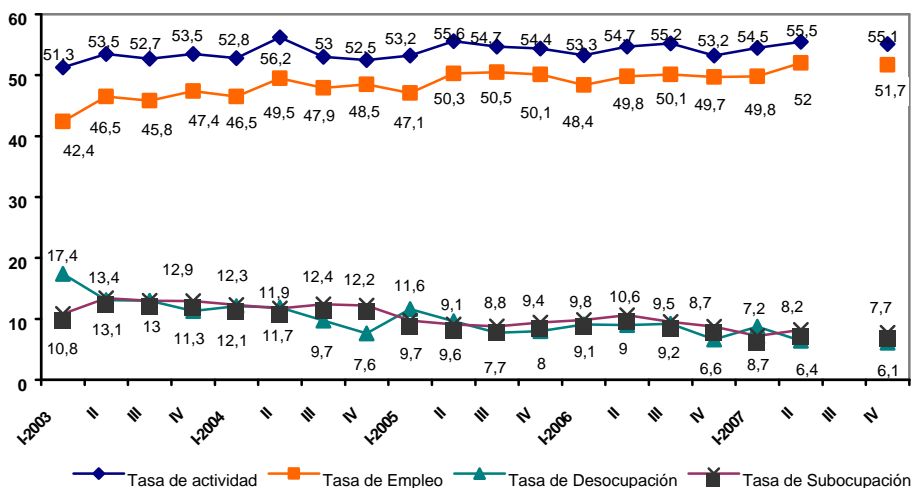 60
50
40
30
20
10
0
51,3 53,5 52,7 53,5 52,8 56,2 53 52,5 53,2 55,6 54,7 54,4 53,3 54,7 55,2 53,2 54,5 55,5 55,1
42,4 46,5 45,8 47,4 46,5 49,5 47,9 48,5 47,1 50,3 50,5 50,1 48,4 49,8 50,1 49,7 49,8 52 51,7
17,4 13,4 12,9 12,3 11,9 12,4 12,2 11,6 9,1 8,8 9,4 9,8 10,6 9,5 8,7 7,2 8,2 7,7
10,8 13,1 13 11,3 12,1 11,7 9,7 7,6 9,7 9,6 7,7 8 9,1 9 9,2 6,6 8,7 6,4 6,1
I-2003 II III IV I-2004 II III IV I-2005 II III IV I-2006 II III IV I-2007 II III IV
Tasa de actividad Tasa de Empleo Tasa de Desocupación Tasa de Subocupación